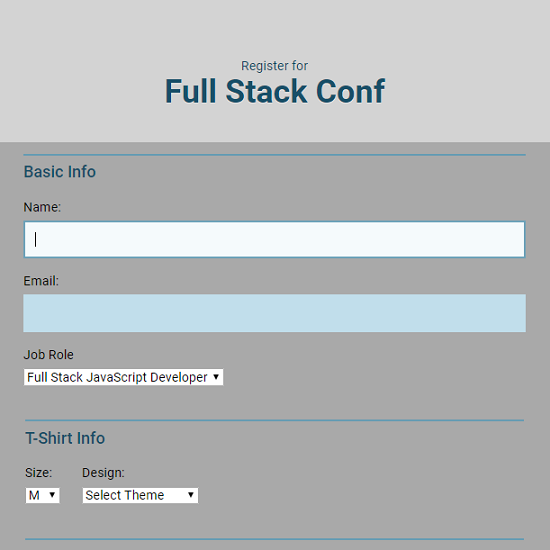 Register for
Full Stack Conf
Basic Info
Name:
Email:
Job Role
Full Stack JavaScript Developer
T-Shirt Info
Size: Design:
M Select Theme